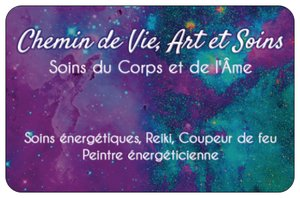 Chemin de Vie, Art et Soins
Soins du Corps et de l'Âme
Soins énergétiques, Reiki, Coupeur de feu
Peintre énergéticienne